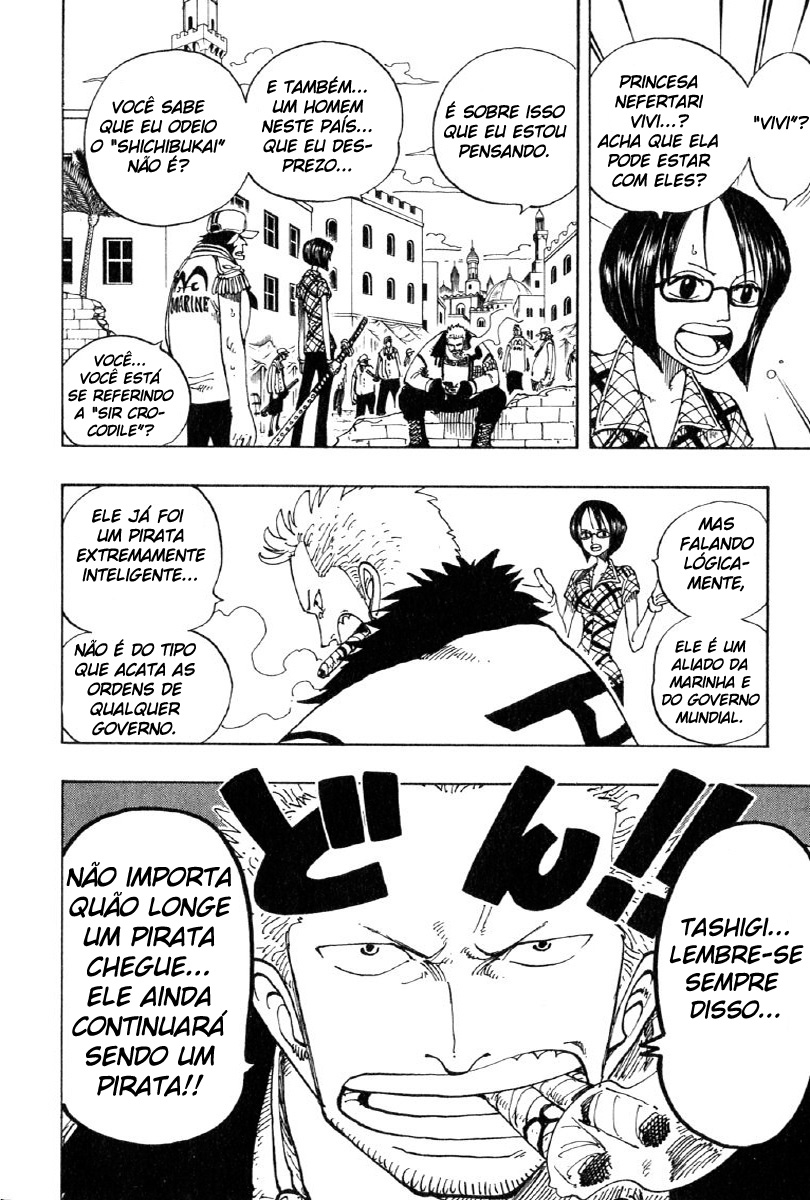 "VIVI"?
PRINCESA
NEFERTARI
VIVI...?
ACHA QUE ELA
PODE ESTAR
COM ELES?
É SOBRE ISSO
QUE EU ESTOU
PENSANDO.
E TAMBÉM...
UM HOMEM
NESTE PAÍS...
QUE EU DES-
PREZO...
VOCÊ SABE
QUE EU ODEIO
O "SHICHIBUKAI"
NÃO É?
MARINE
VOCÊ...
VOCÊ ESTÁ
SE REFERINDO
A "SIR CRO-
CODILE"?
MAS
FALANDO
LÓGICA-
MENTE,
ELE É UM
ALIADO DA
MARINHA E
DO GOVERNO
MUNDIAL.
ELE JÁ FOI
UM PIRATA
EXTREMAMENTE
INTELIGENTE...
NÃO É DO TIPO
QUE ACATA AS
ORDENS DE
QUALQUER
GOVERNO.
どん!!
TASHIGI...
LEMBRE-SE
SEMPRE
DISSO...
NÃO IMPORTA
QUÃO LONGE
UM PIRATA
CHEGUE...
ELE AINDA
CONTINUARÁ
SENDO UM
PIRATA!!